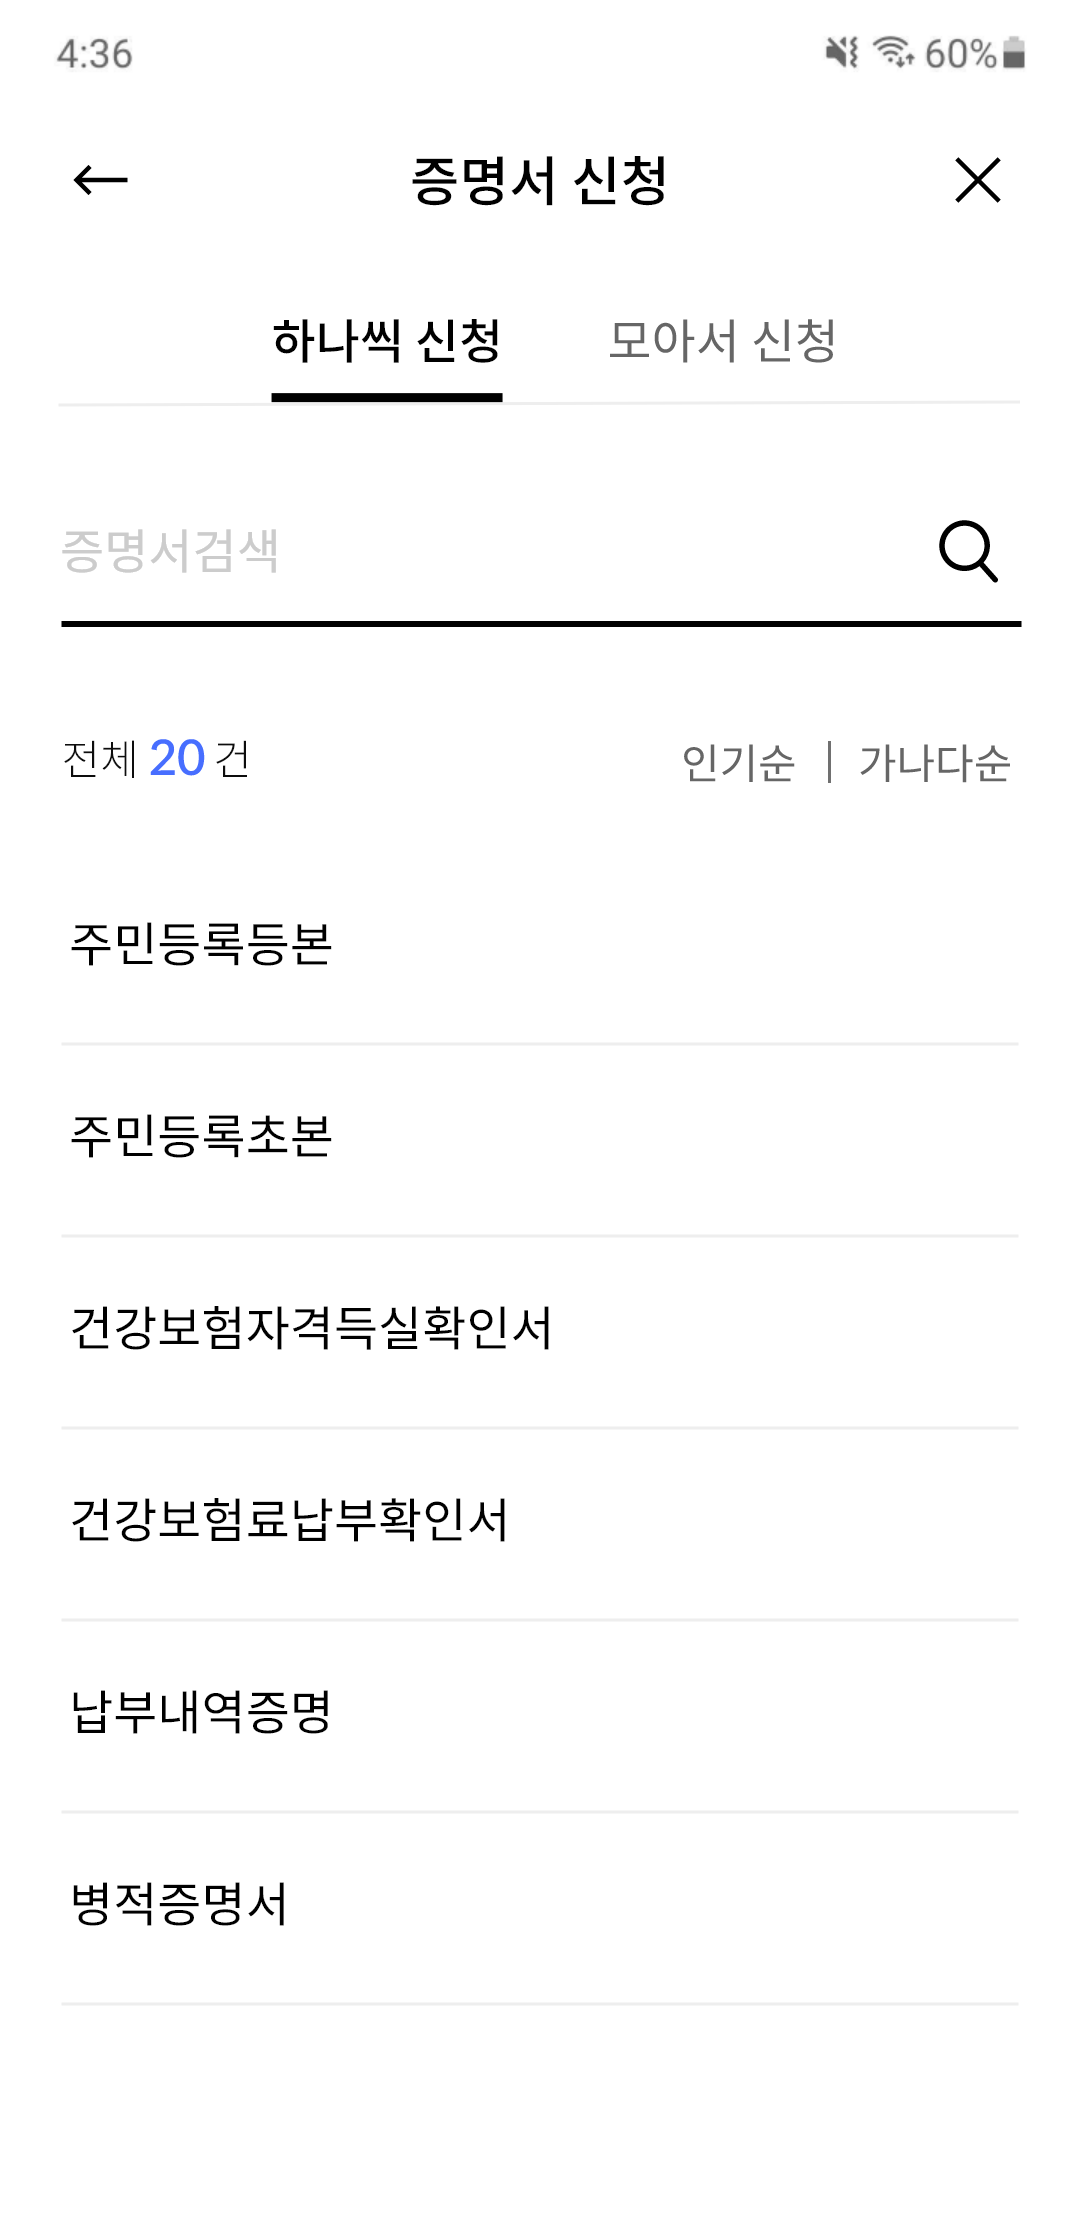 4:36 60%
증명서 신청
하나씩 신청 모아서 신청
증명서검색
전체 20 건 인기순 | 가나다순
주민등록등본
주민등록초본
건강보험자격득실확인서
건강보험료납부확인서
납부내역증명
병적증명서